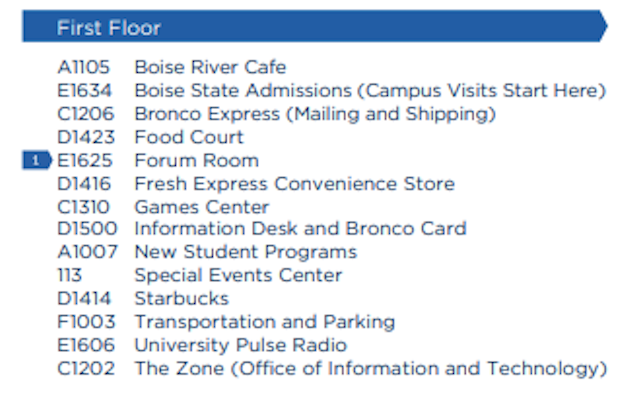 First Floor
A1105 Boise River Cafe
E1634 Boise State Admissions (Campus Visits Start Here)
C1206 Bronco Express (Mailing and Shipping)
D1423 Food Court
1 E1625 Forum Room
D1416 Fresh Express Convenience Store
C1310 Games Center
D1500 Information Desk and Bronco Card
A1007 New Student Programs
113 Special Events Center
D1414 Starbucks
F1003 Transportation and Parking
E1606 University Pulse Radio
C1202 The Zone (Office of Information and Technology)